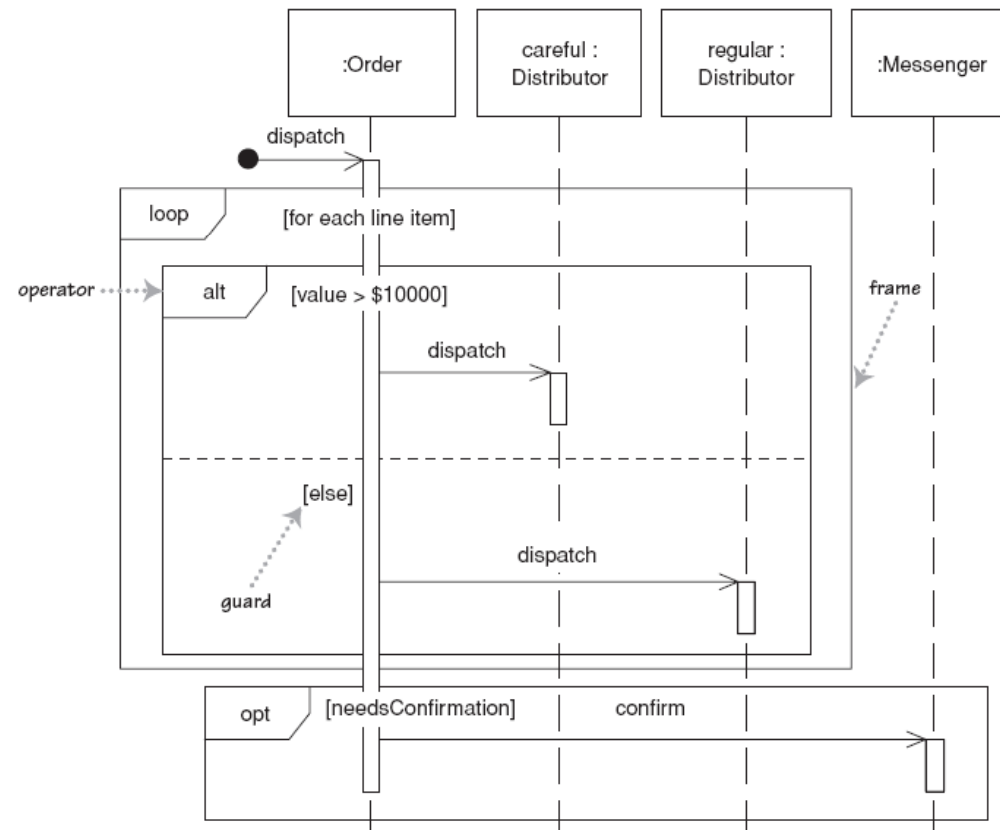 :Order
careful :
Distributor
regular :
Distributor
:Messenger
dispatch
loop
[for each line item]
operator
alt
[value > $10000]
frame
dispatch
[else]
dispatch
guard
opt
[needsConfirmation]
confirm